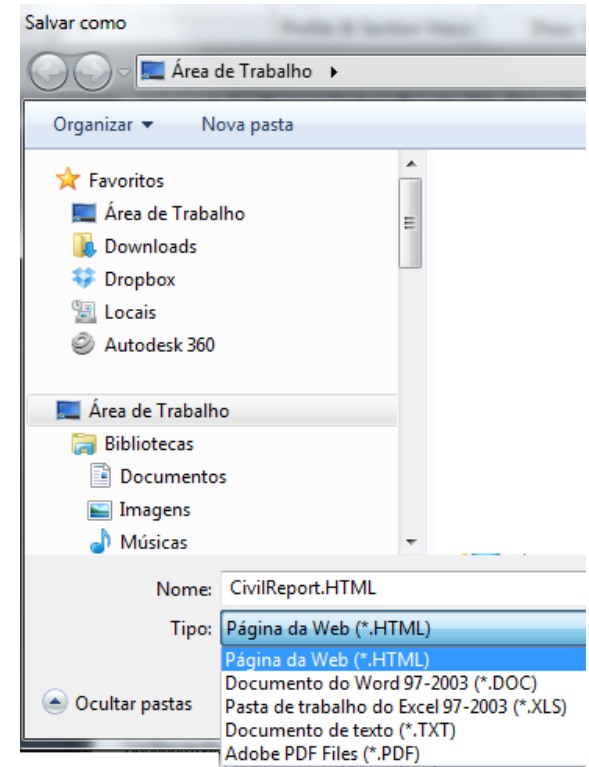 Salvar como
Profile & Section Views
Área de Trabalho
Organizar
Nova pasta
Favoritos
Área de Trabalho
Downloads
Dropbox
Locais
Autodesk 360
Área de Trabalho
Bibliotecas
Documentos
Imagens
Músicas
Nome: CivilReport.HTML
Tipo: Página da Web (*.HTML)
Página da Web (*.HTML)
Documento do Word 97-2003 (*.DOC)
Pasta de trabalho do Excel 97-2003 (*.XLS)
Ocultar pastas
Documento de texto (*.TXT)
Adobe PDF Files (*.PDF)